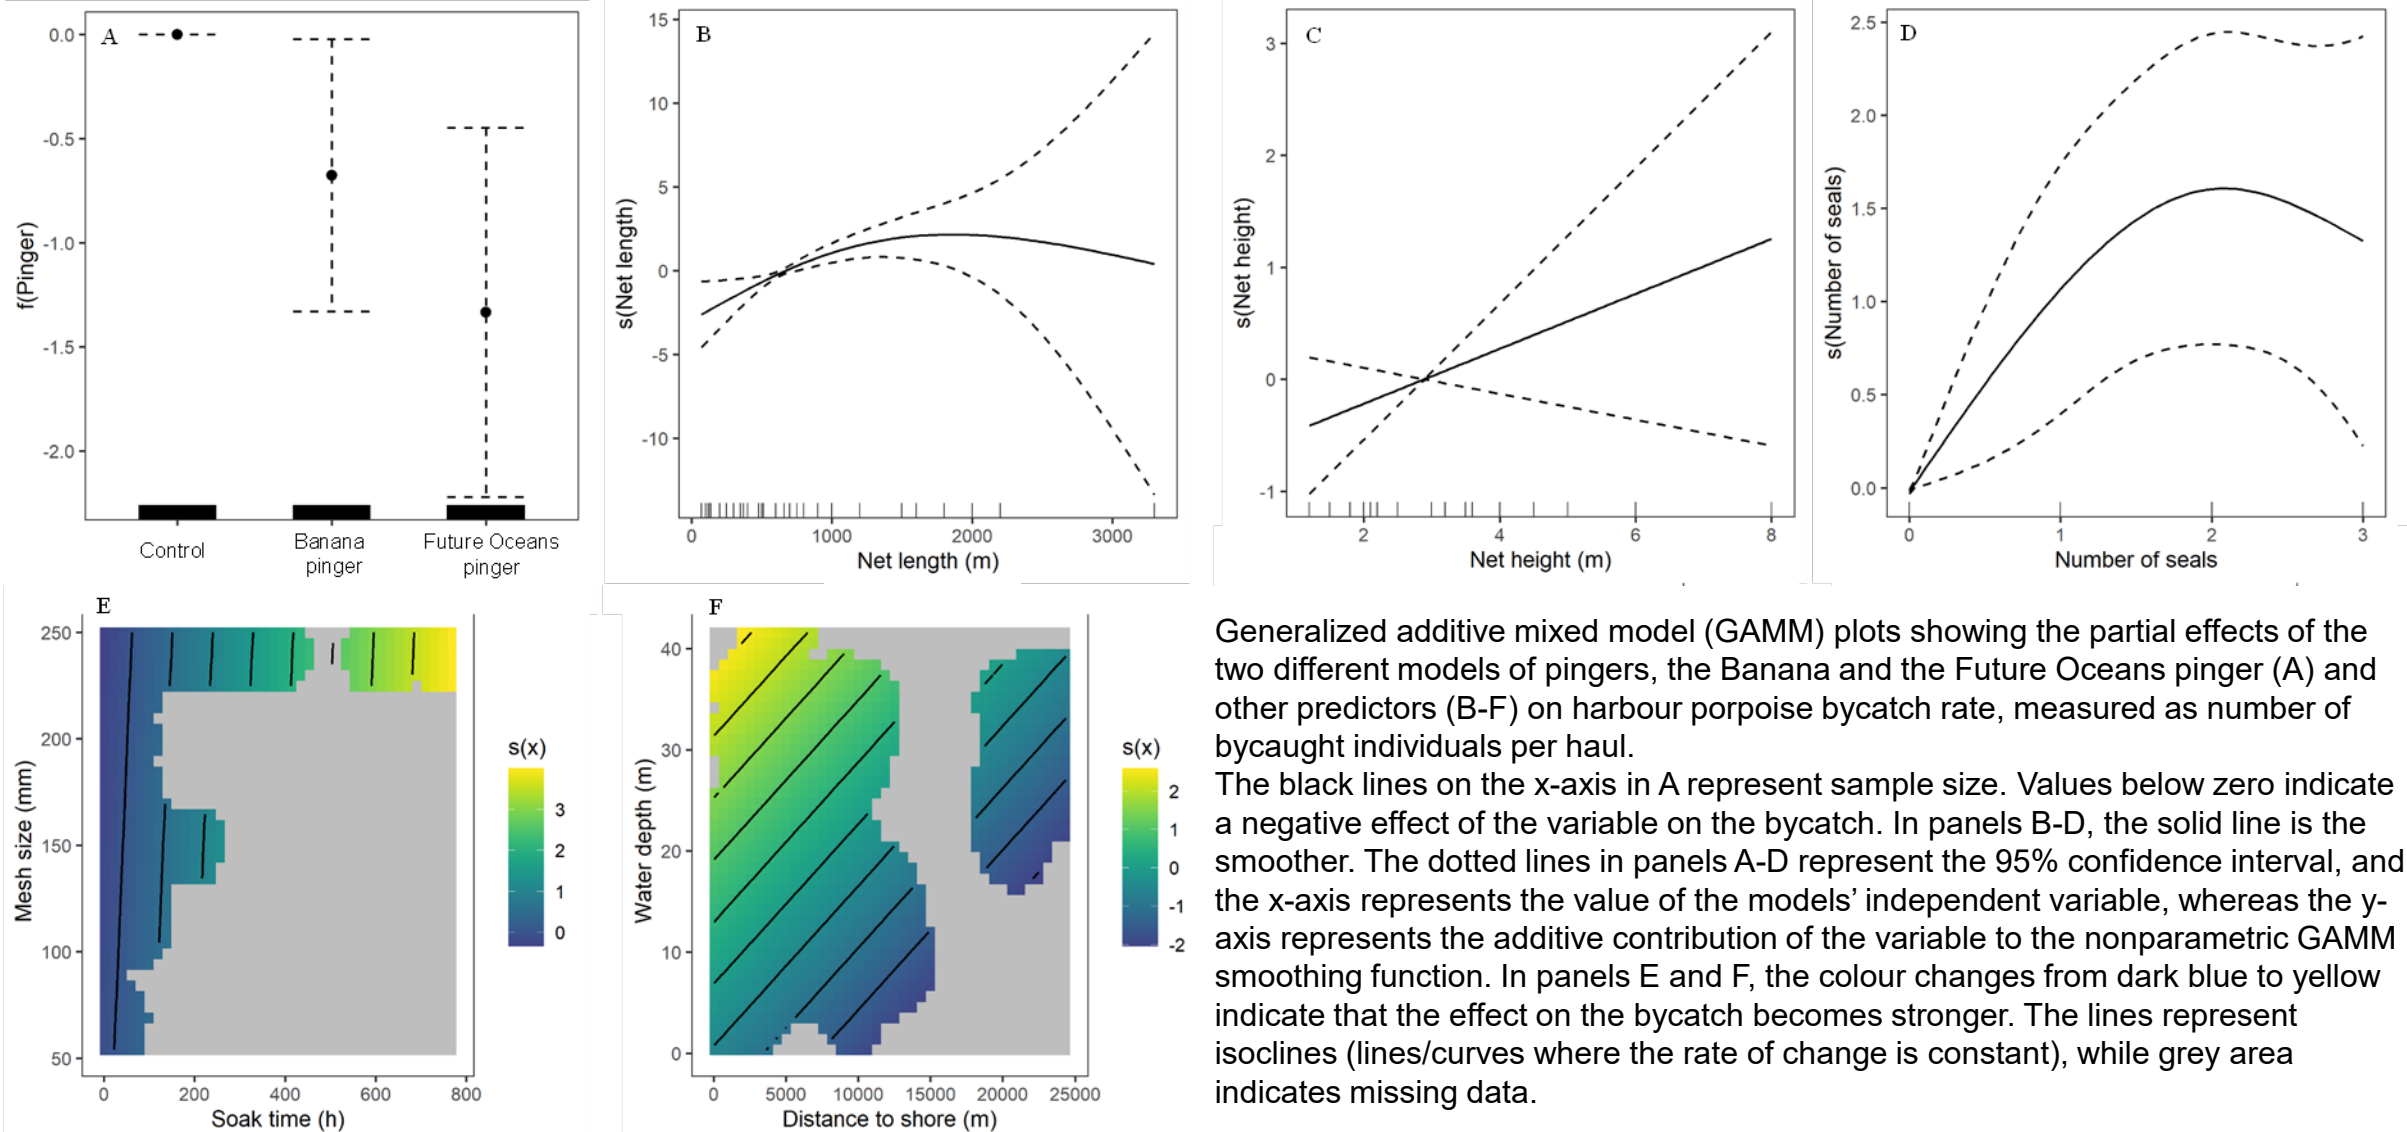 A
0.0
-0.5
-1.0
-1.5
-2.0
f(Pinger)
Control
Banana
pinger
Future Oceans
pinger
B
15
10
5
0
-5
-10
s(Net length)
0 1000 2000 3000
Net length (m)
C
3
2
1
0
-1
s(Net height)
2 4 6 8
Net height (m)
D
2.5
2.0
1.5
1.0
0.5
0.0
s(Number of seals)
0 1 2 3
Number of seals
E
250
200
150
100
50
Mesh size (mm)
0 200 400 600 800
Soak time (h)
s(x)
3
2
1
0
F
40
30
20
10
0
Water depth (m)
0 5000 10000 15000 20000 25000
Distance to shore (m)
s(x)
2
1
0
-1
-2
Generalized additive mixed model (GAMM) plots showing the partial effects of the
two different models of pingers, the Banana and the Future Oceans pinger (A) and
other predictors (B-F) on harbour porpoise bycatch rate, measured as number of
bycaught individuals per haul.
The black lines on the x-axis in A represent sample size. Values below zero indicate
a negative effect of the variable on the bycatch. In panels B-D, the solid line is the
smoother. The dotted lines in panels A-D represent the 95% confidence interval, and
the x-axis represents the value of the models' independent variable, whereas the y-
axis represents the additive contribution of the variable to the nonparametric GAMM
smoothing function. In panels E and F, the colour changes from dark blue to yellow
indicate that the effect on the bycatch becomes stronger. The lines represent
isoclines (lines/curves where the rate of change is constant), while grey area
indicates missing data.